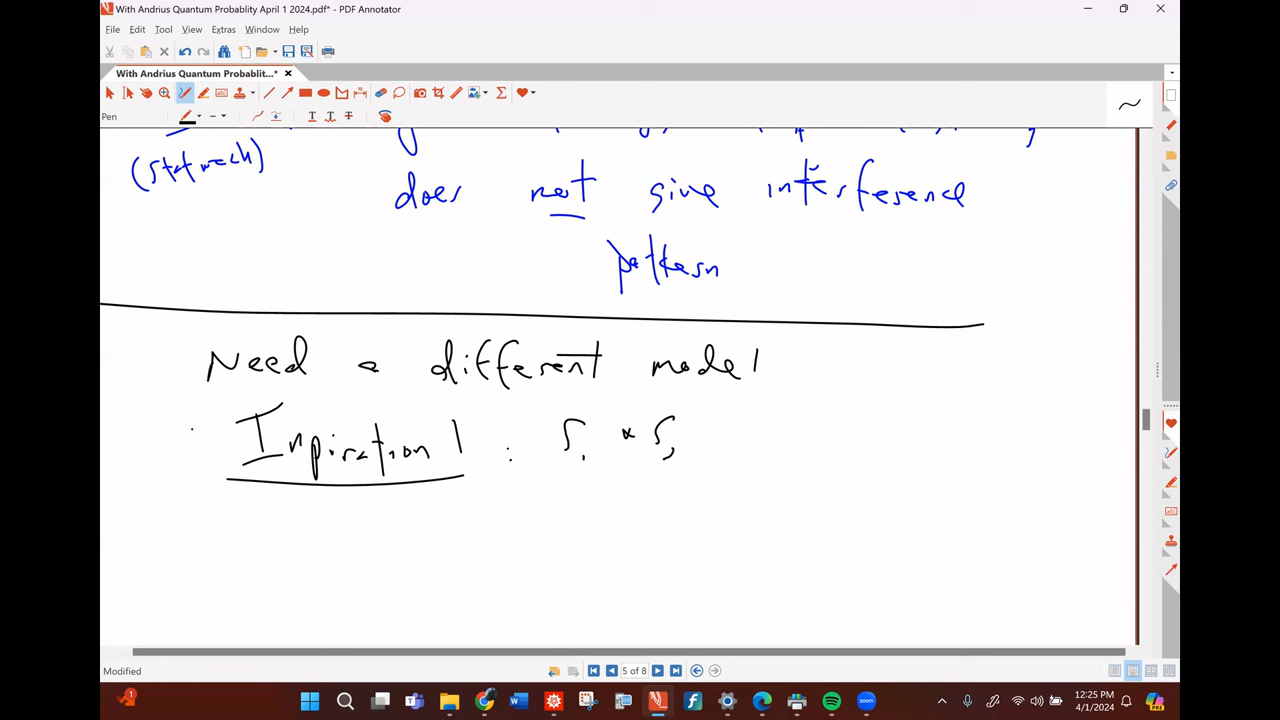 With Andrius Quantum Probablity April 1 2024.pdf* - PDF Annotator
File Edit Tool View Extras Window Help
With Andrius Quantum Probablit...*
Pen
(Stat mech)
does not give interference
pattern
Need a different model
Inpiration 1 :
Modified
5 of 8
12:25 PM
4/1/2024